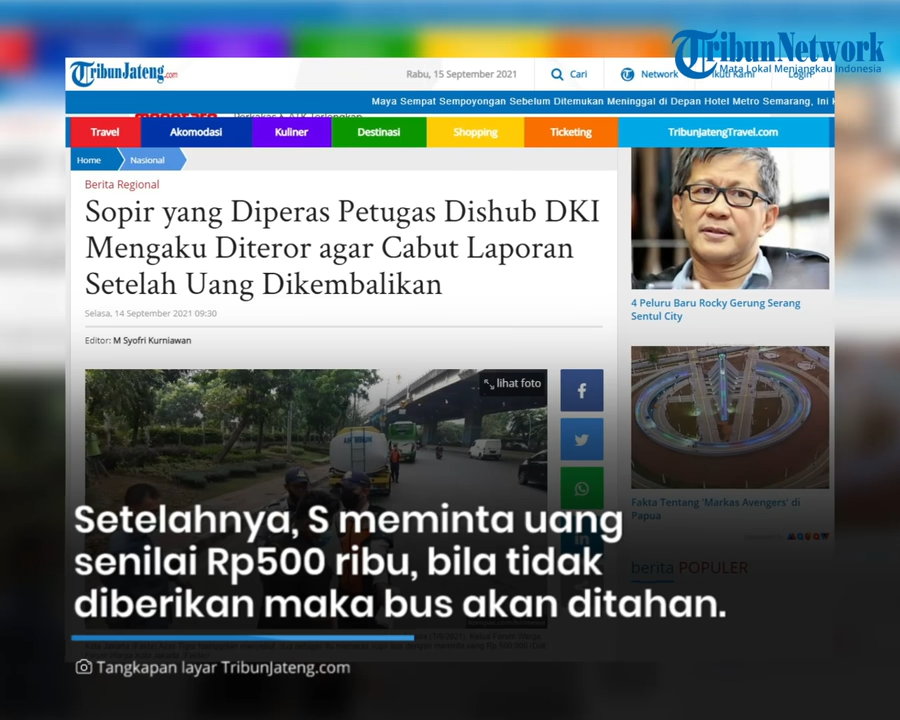 TribunNetwork
Mata Lokal Menjangkau Indonesia
TribunJateng.com
Rabu, 15 September 2021
Cari
Network
Ikuti Kami
Login
Maya Sempat Sempoyongan Sebelum Ditemukan Meninggal di Depan Hotel Metro Semarang, Ini
Travel
Akomodasi
Kuliner
Destinasi
Shopping
Ticketing
TribunJatengTravel.com
Home
Nasional
Berita Regional
Sopir yang Diperas Petugas Dishub DKI
Mengaku Diteror agar Cabut Laporan
Setelah Uang Dikembalikan
Selasa, 14 September 2021 09:30
Editor: M Syofri Kurniawan
lihat foto
4 Peluru Baru Rocky Gerung Serang
Sentul City
Fakta Tentang 'Markas Avengers' di
Papua
berita POPULER
Setelahnya, S meminta uang
senilai Rp500 ribu, bila tidak
diberikan maka bus akan ditahan.
Tangkapan layar TribunJateng.com